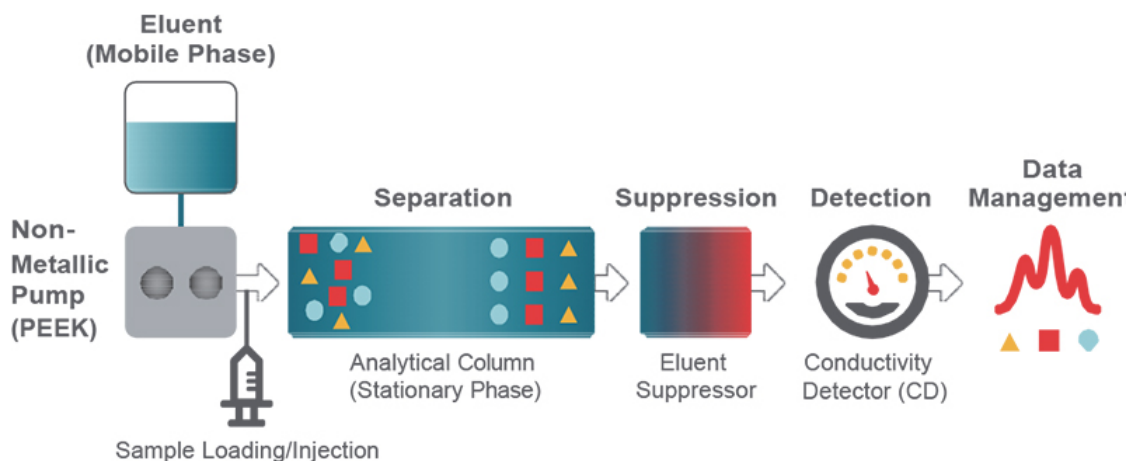 Eluent
(Mobile Phase)
Non-
Metallic
Pump
(PEEK)
Sample Loading/Injection
Separation
Analytical Column
(Stationary Phase)
Suppression
Eluent
Suppressor
Detection
Conductivity
Detector (CD)
Data
Management